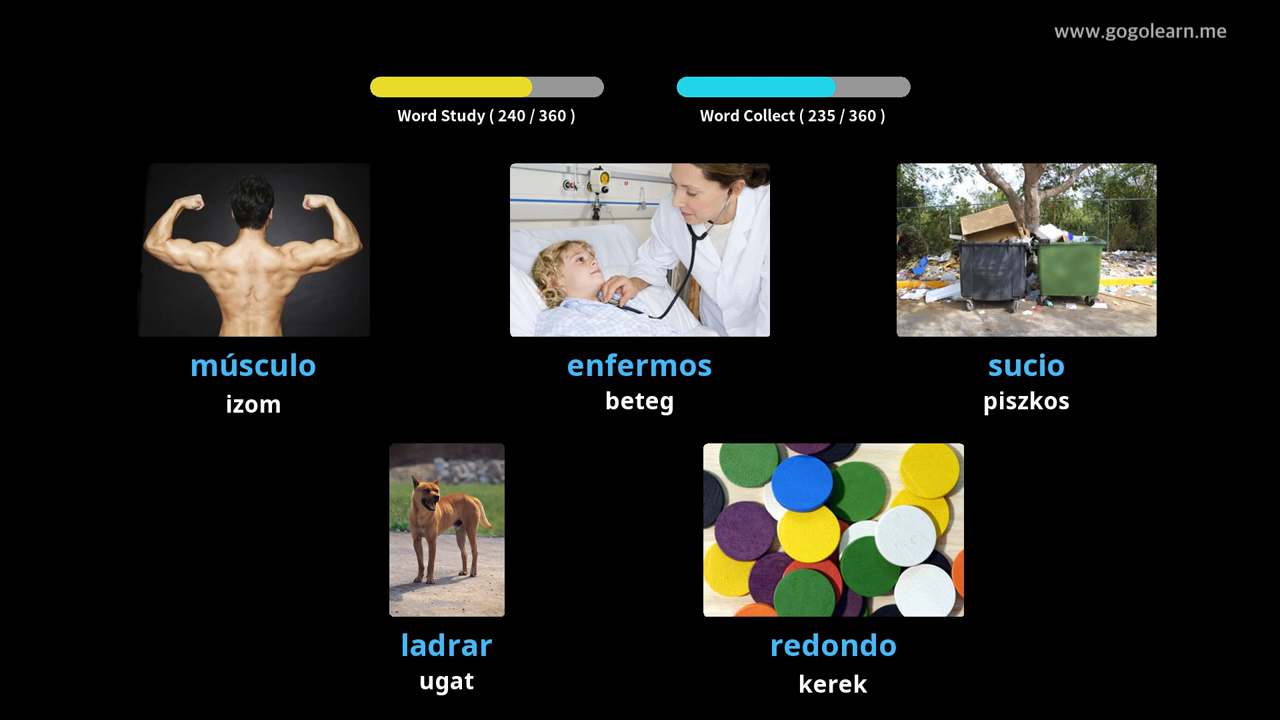 www.gogolearn.me
Word Study ( 240 / 360 )
Word Collect ( 235 / 360 )
músculo
izom
enfermos
beteg
sucio
piszkos
ladrar
ugat
redondo
kerek